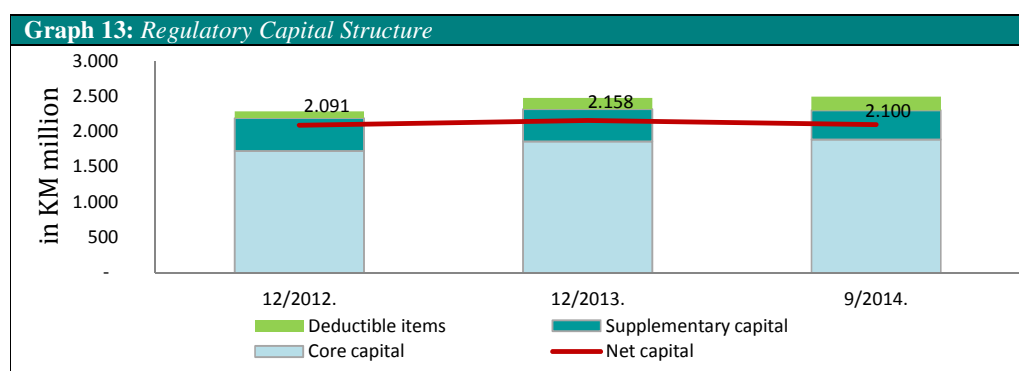 Graph 13: Regulatory Capital Structure
in KM million
3.000
2.500
2.000
1.500
1.000
500
-
2.091
2.158
2.100
12/2012.
12/2013.
9/2014.
Deductible items
Supplementary capital
Core capital
Net capital